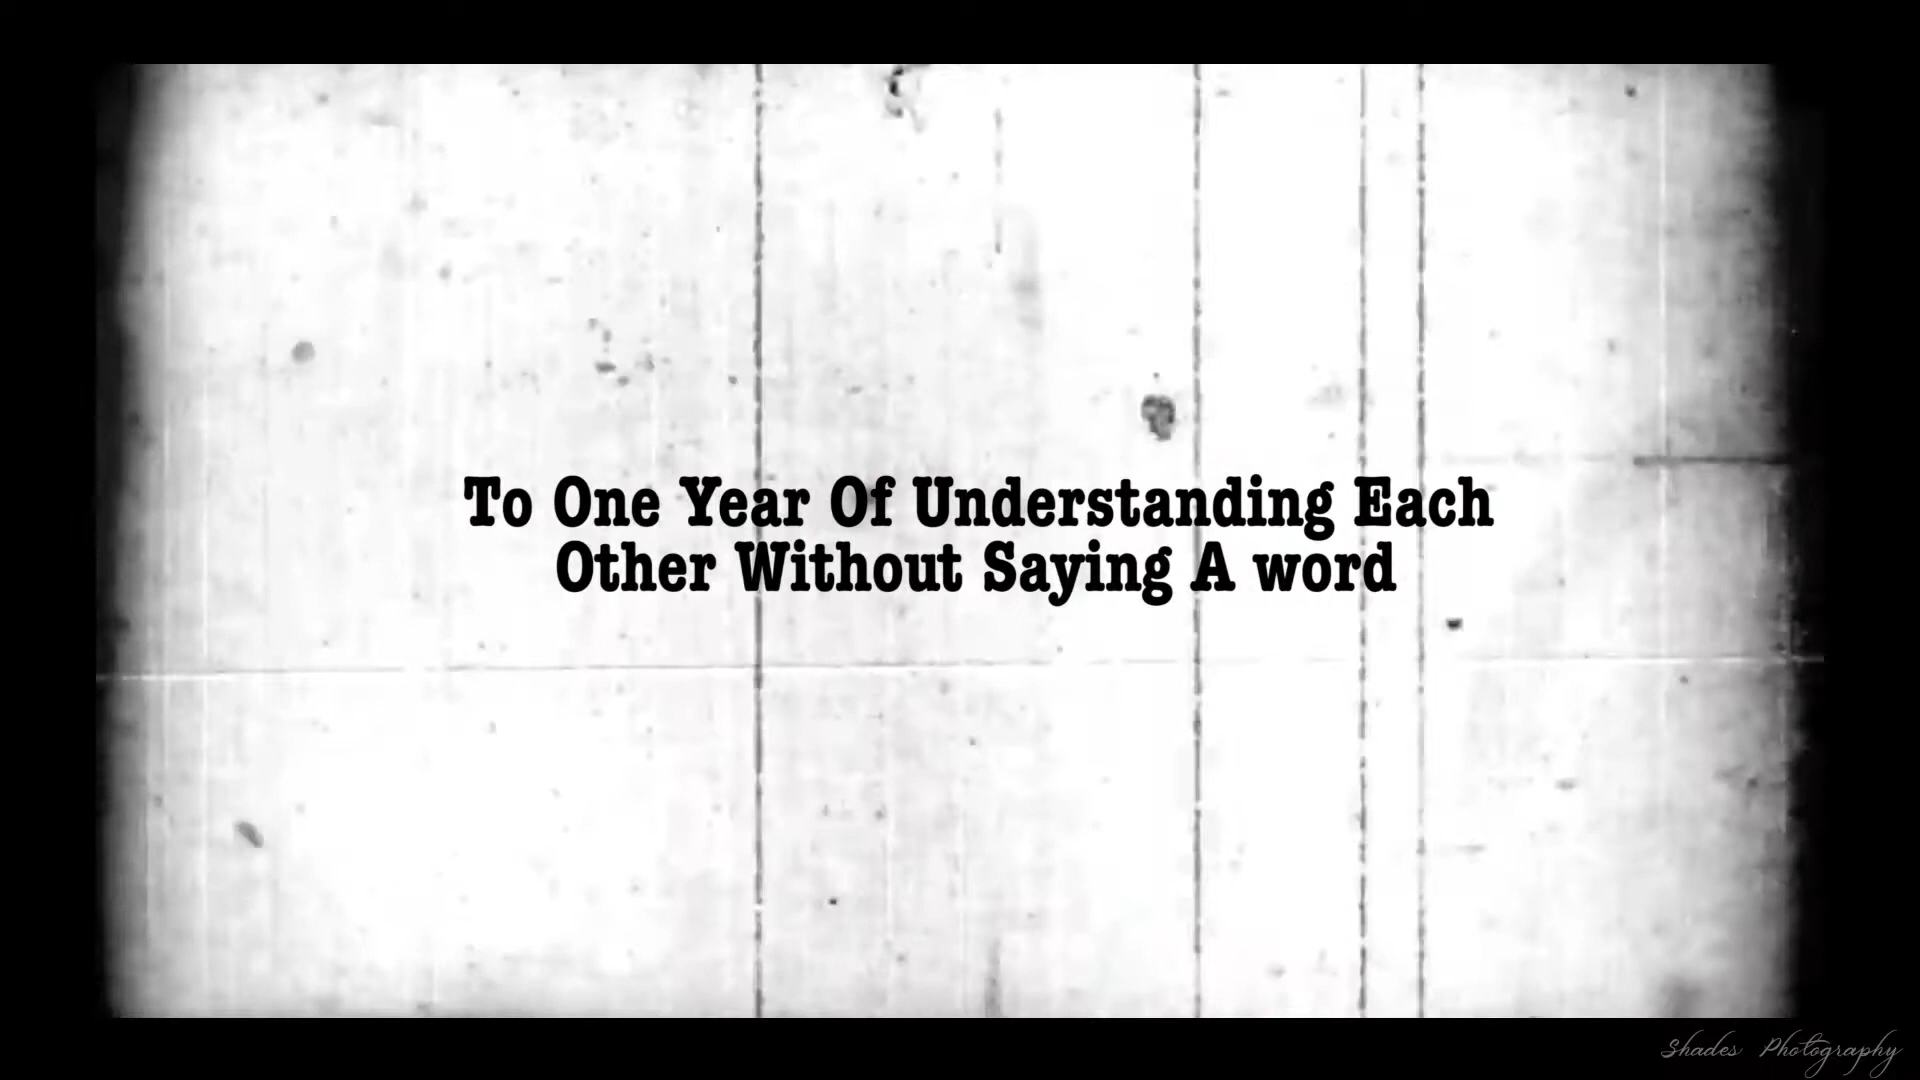 To One Year Of Understanding Each
Other Without Saying A word
Shades Photography